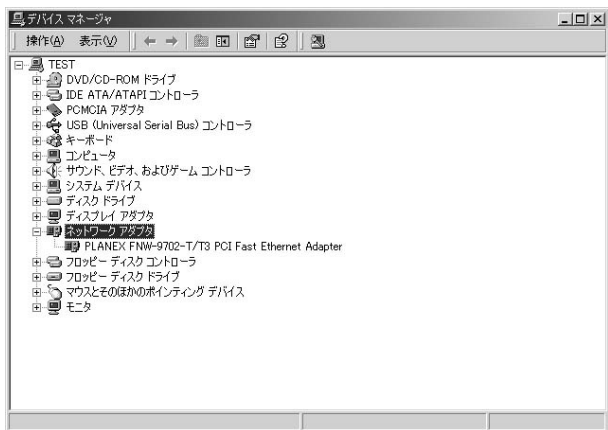 デバイス マネージャ
操作(A) 表示(V)
TEST
DVD/CD-ROM ドライブ
IDE ATA/ATAPI コントローラ
PCMCIA アダプタ
USB (Universal Serial Bus) コントローラ
キーボード
コンピュータ
サウンド、ビデオ、およびゲーム コントローラ
システム デバイス
ディスク ドライブ
ディスプレイ アダプタ
ネットワーク アダプタ
PLANEX FNW-9702-T/T3 PCI Fast Ethernet Adapter
フロッピー ディスク コントローラ
フロッピー ディスク ドライブ
マウスとそのほかのポインティング デバイス
モニタ